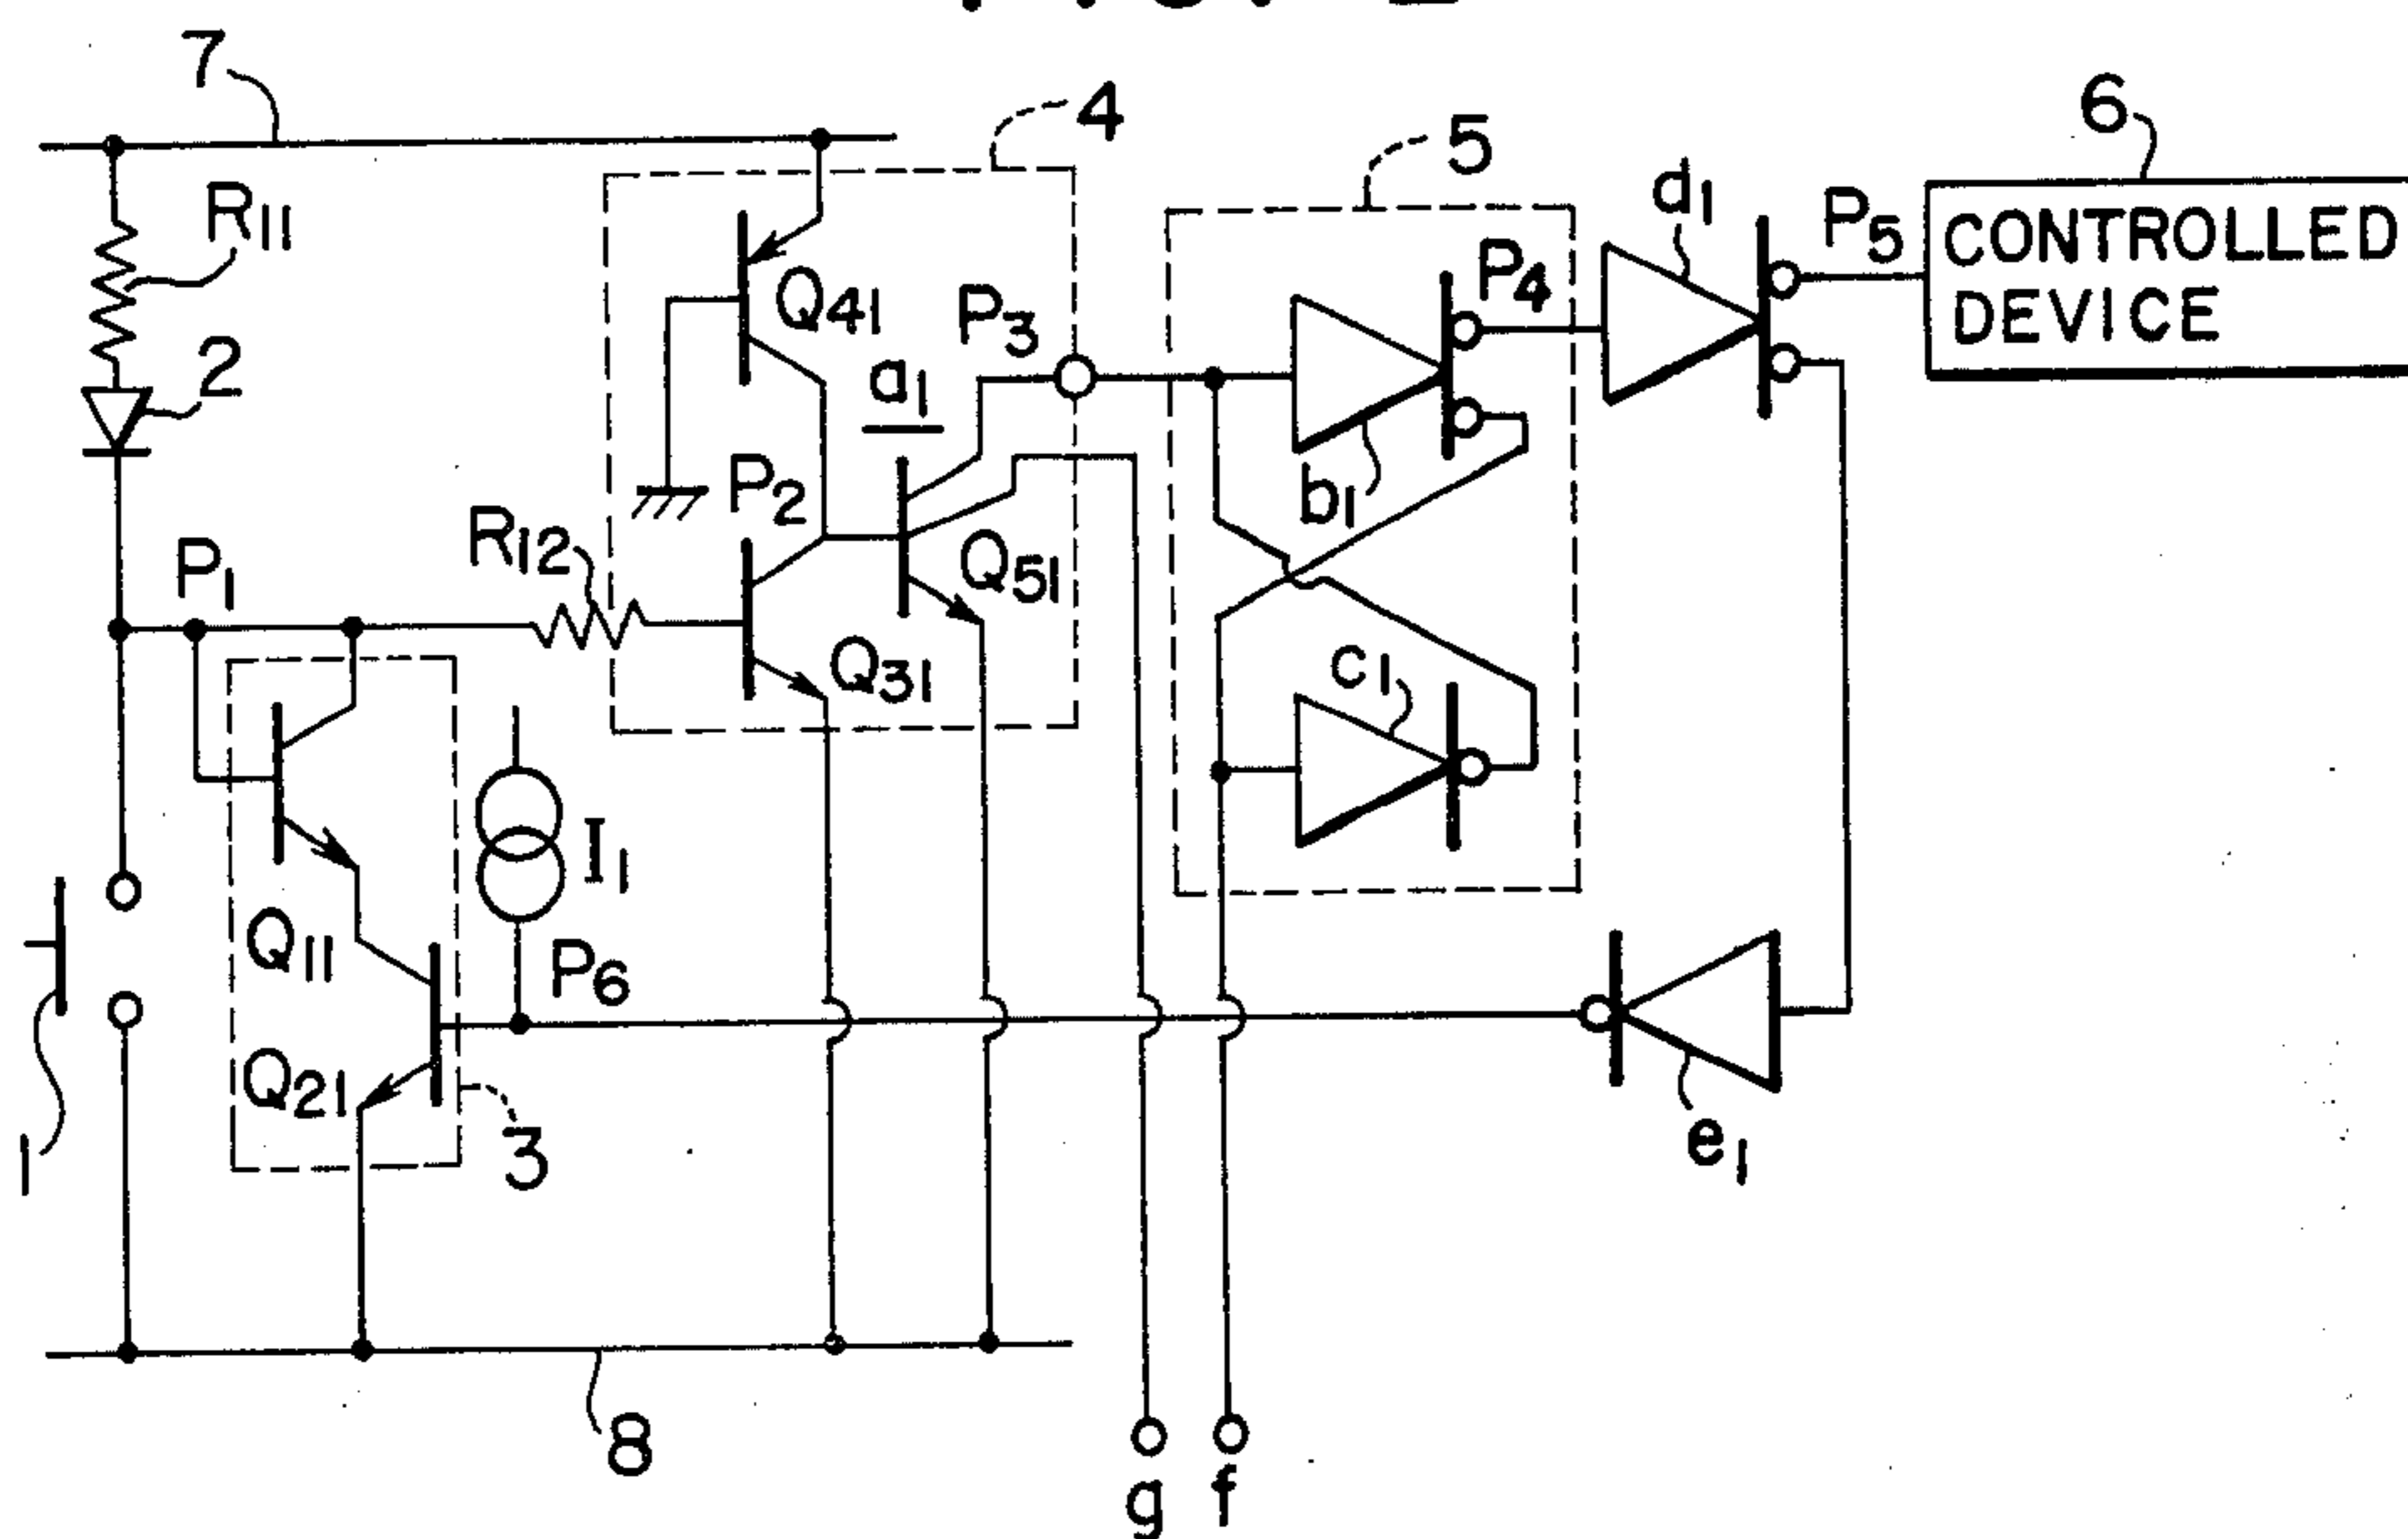 7
4
5
6
R11
d1
P5
CONTROLLED
DEVICE
P4
Q41
P3
2
a1
b1
P2
R12
P1
Q51
Q31
c1
I1
Q11
P6
Q21
3
1
e1
8
g f